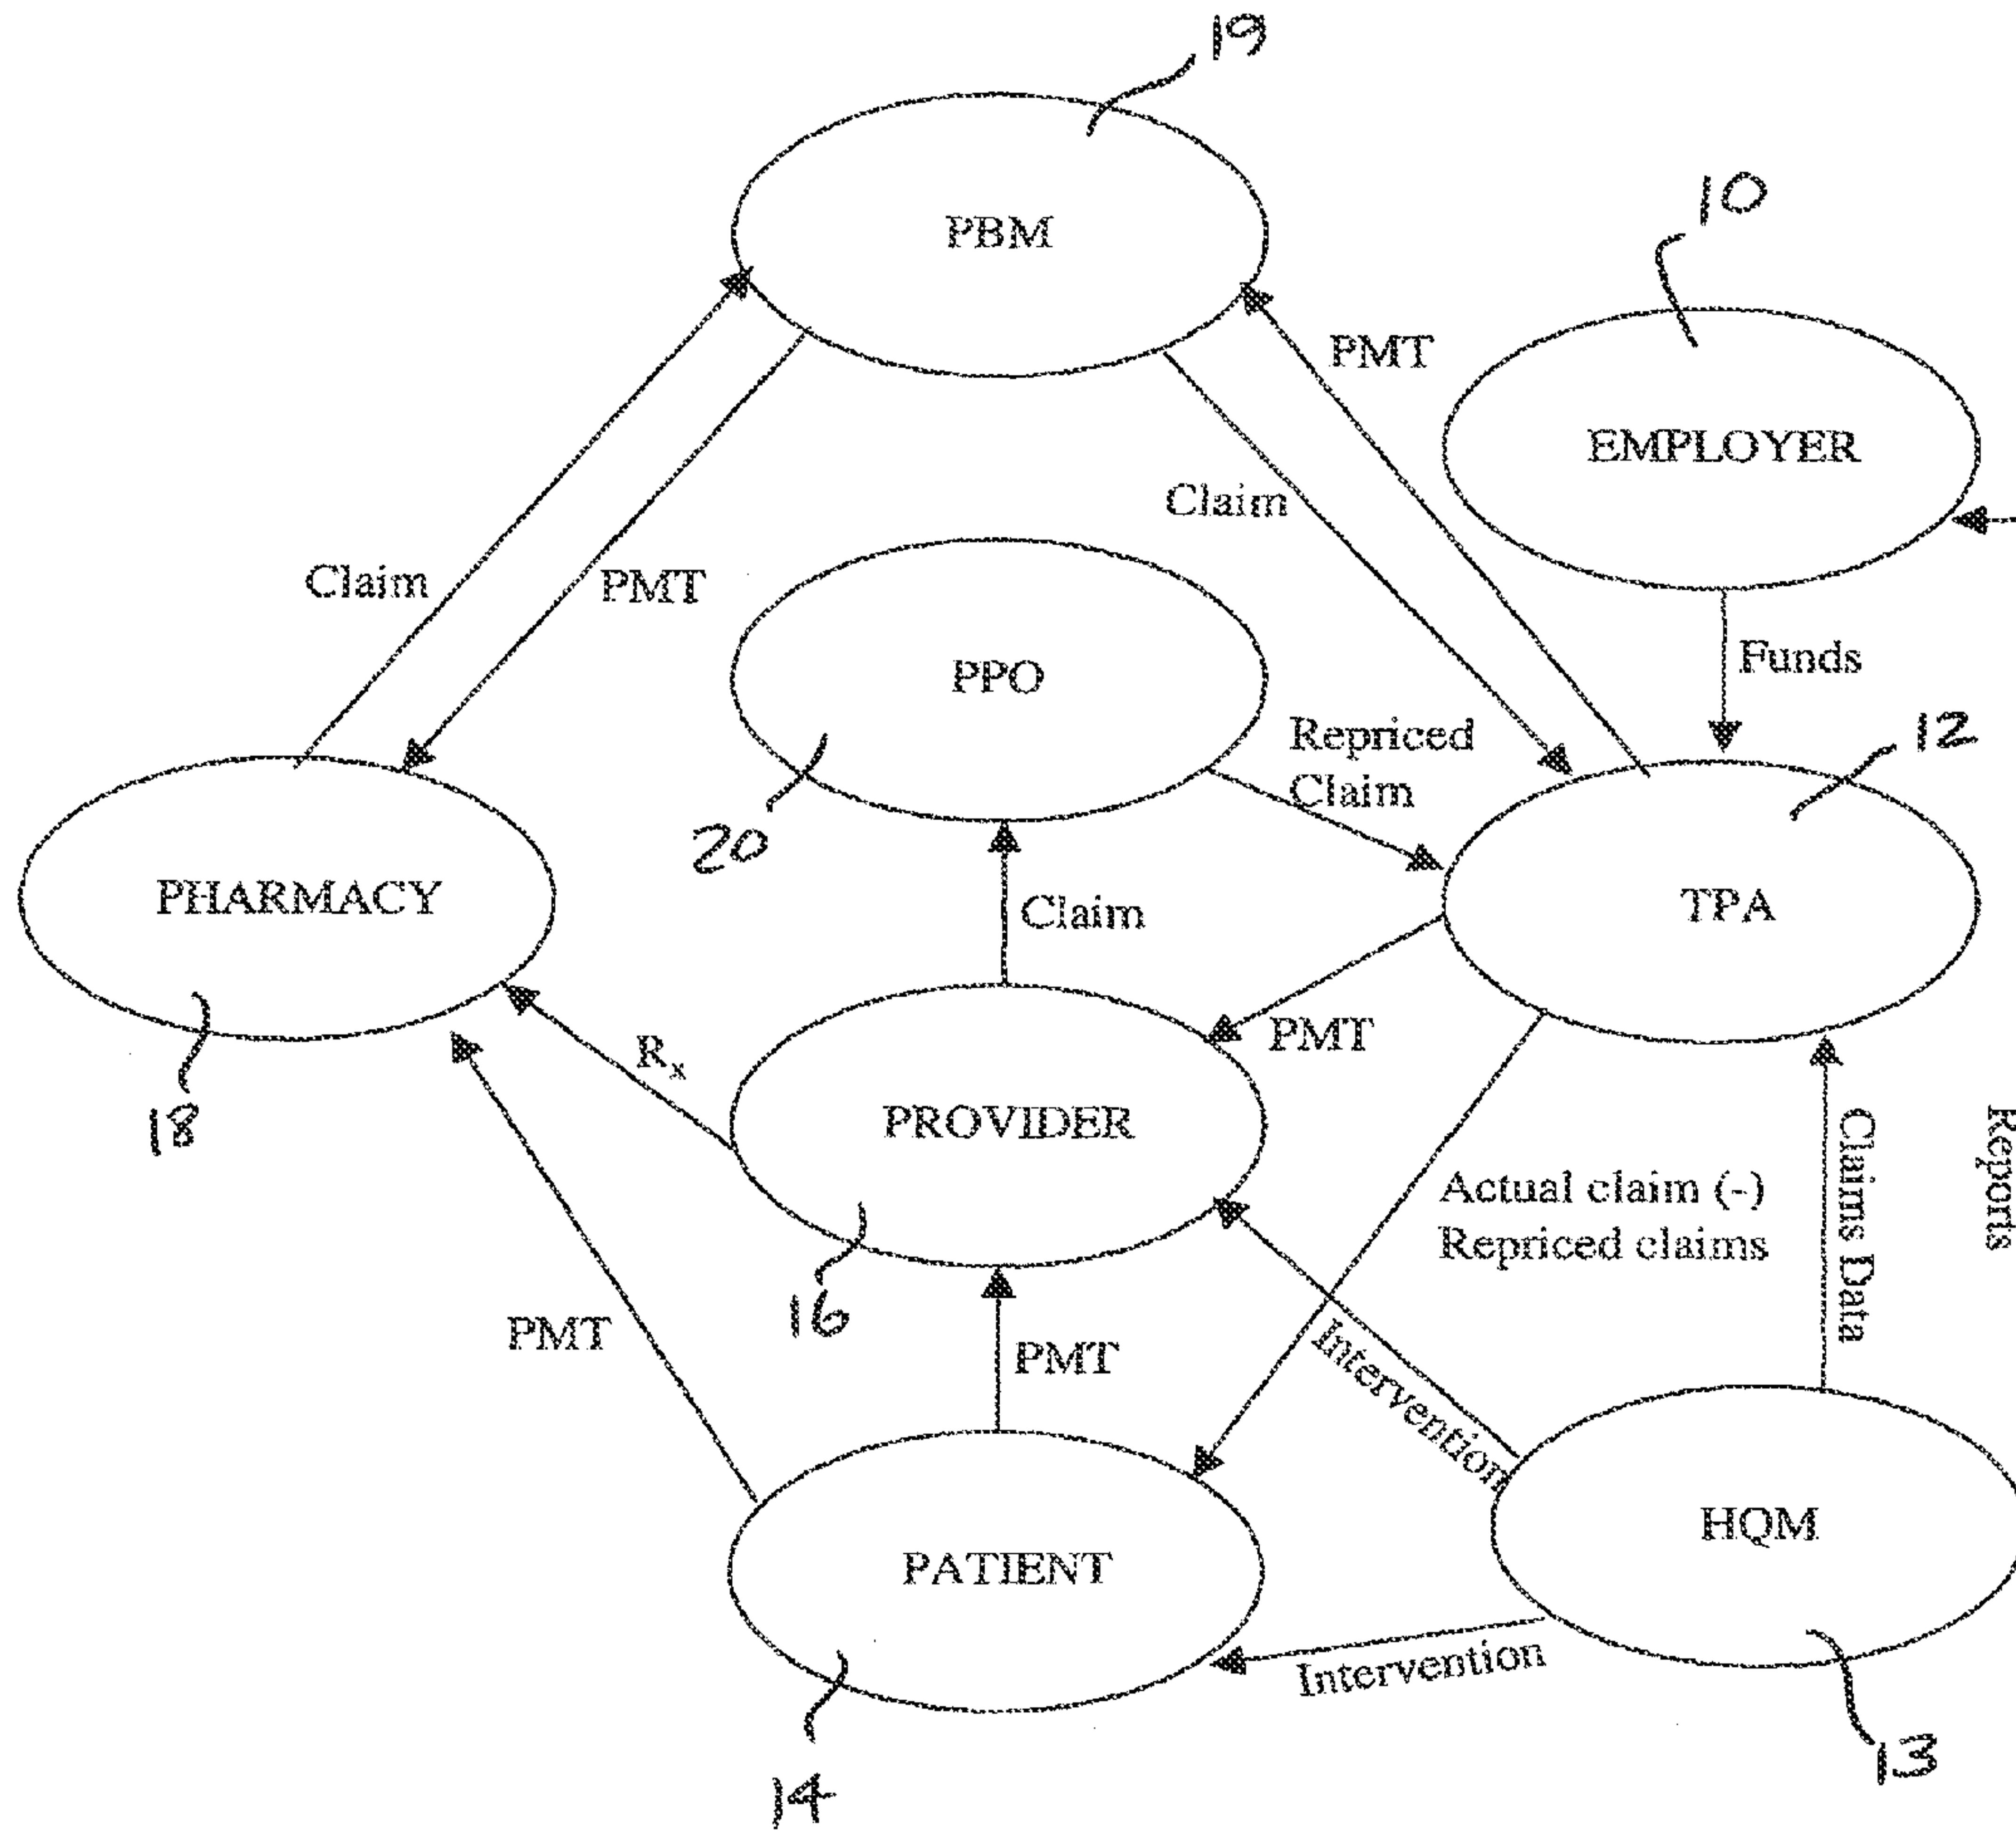 19
PBM
10
PMT
EMPLOYER
Claim
Claim
PMT
Funds
PPO
Repriced
Claim
12
20
PHARMACY
Claim
TPA
PMT
Rx
18
PROVIDER
Claims Data
Reports
Actual claim (-)
Repriced claims
16
PMT
PMT
Intervention
HQM
PATIENT
Intervention
14
13